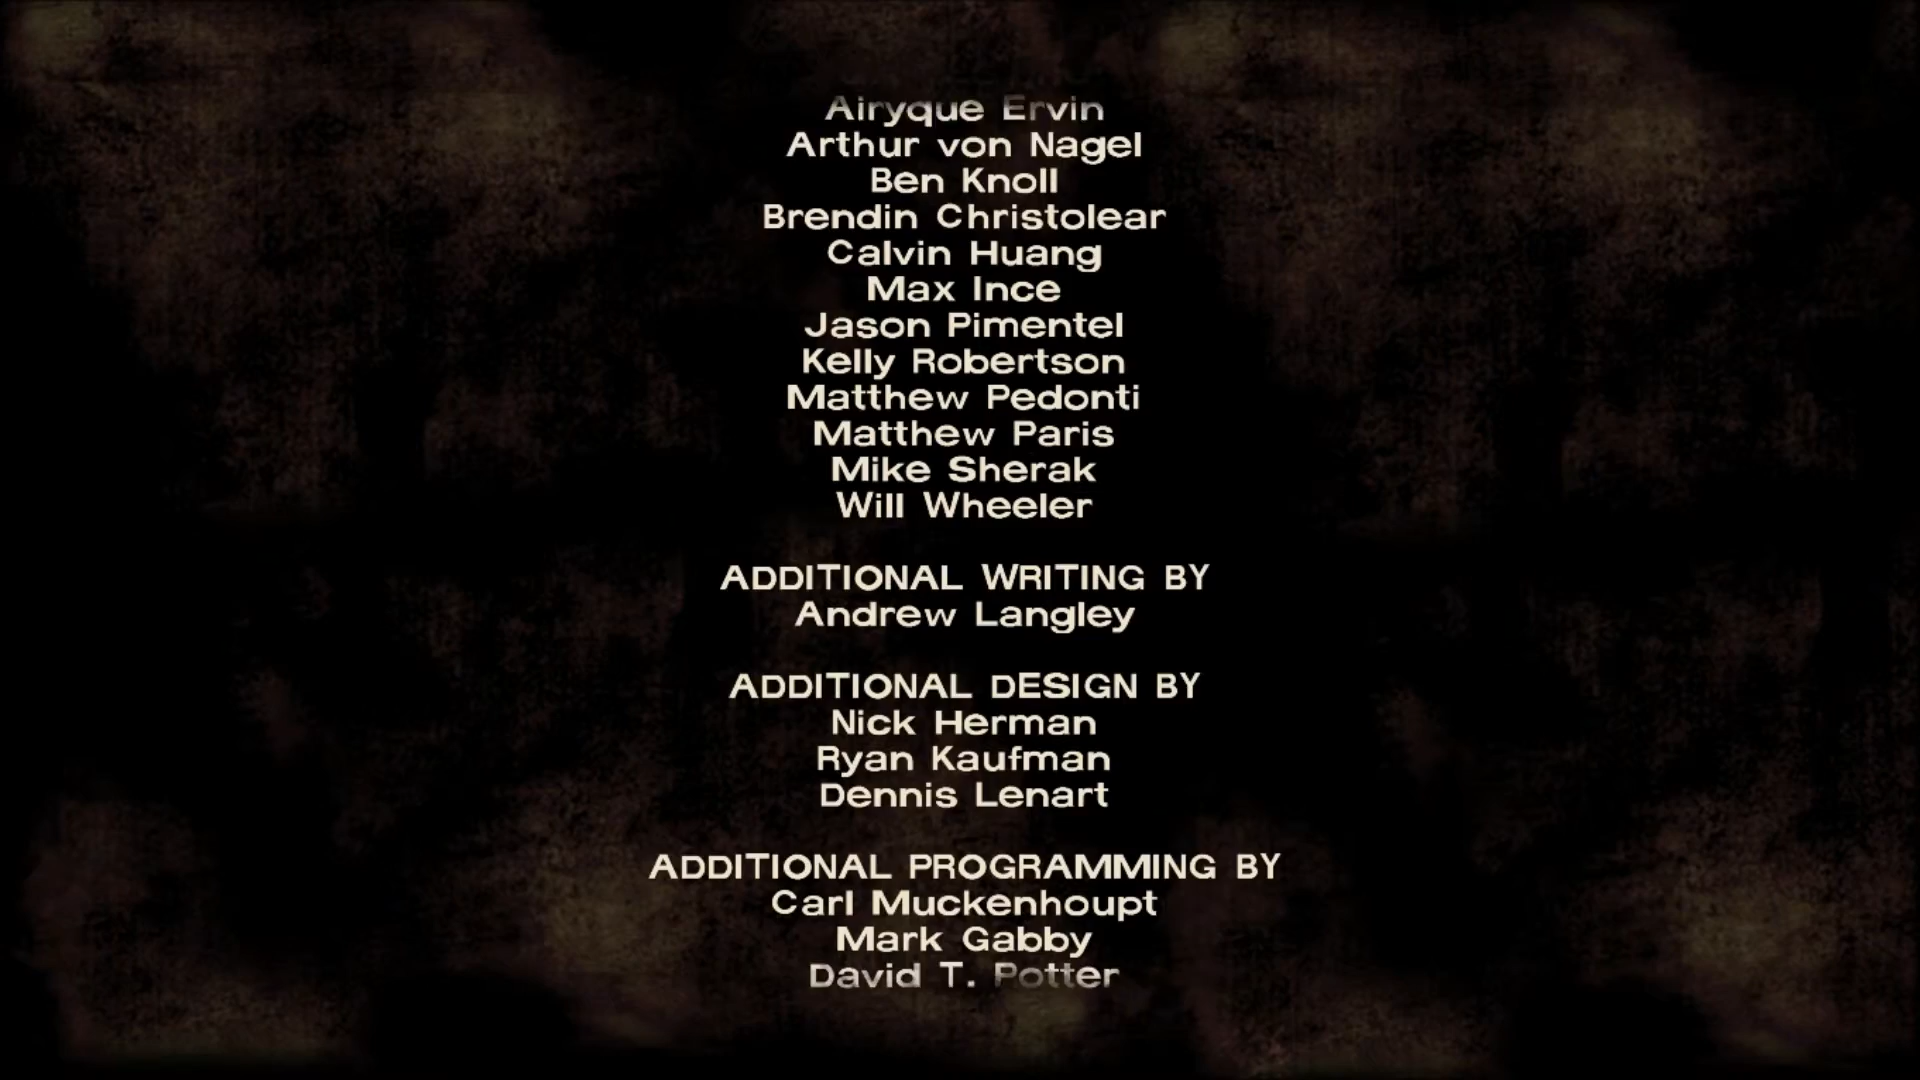 Airyque Ervin
Arthur von Nagel
Ben Knoll
Brendin Christolear
Calvin Huang
Max Ince
Jason Pimentel
Kelly Robertson
Matthew Pedonti
Matthew Paris
Mike Sherak
Will Wheeler
ADDITIONAL WRITING BY
Andrew Langley
ADDITIONAL DESIGN BY
Nick Herman
Ryan Kaufman
Dennis Lenart
ADDITIONAL PROGRAMMING BY
Carl Muckenhoupt
Mark Gabby
David T. Potter